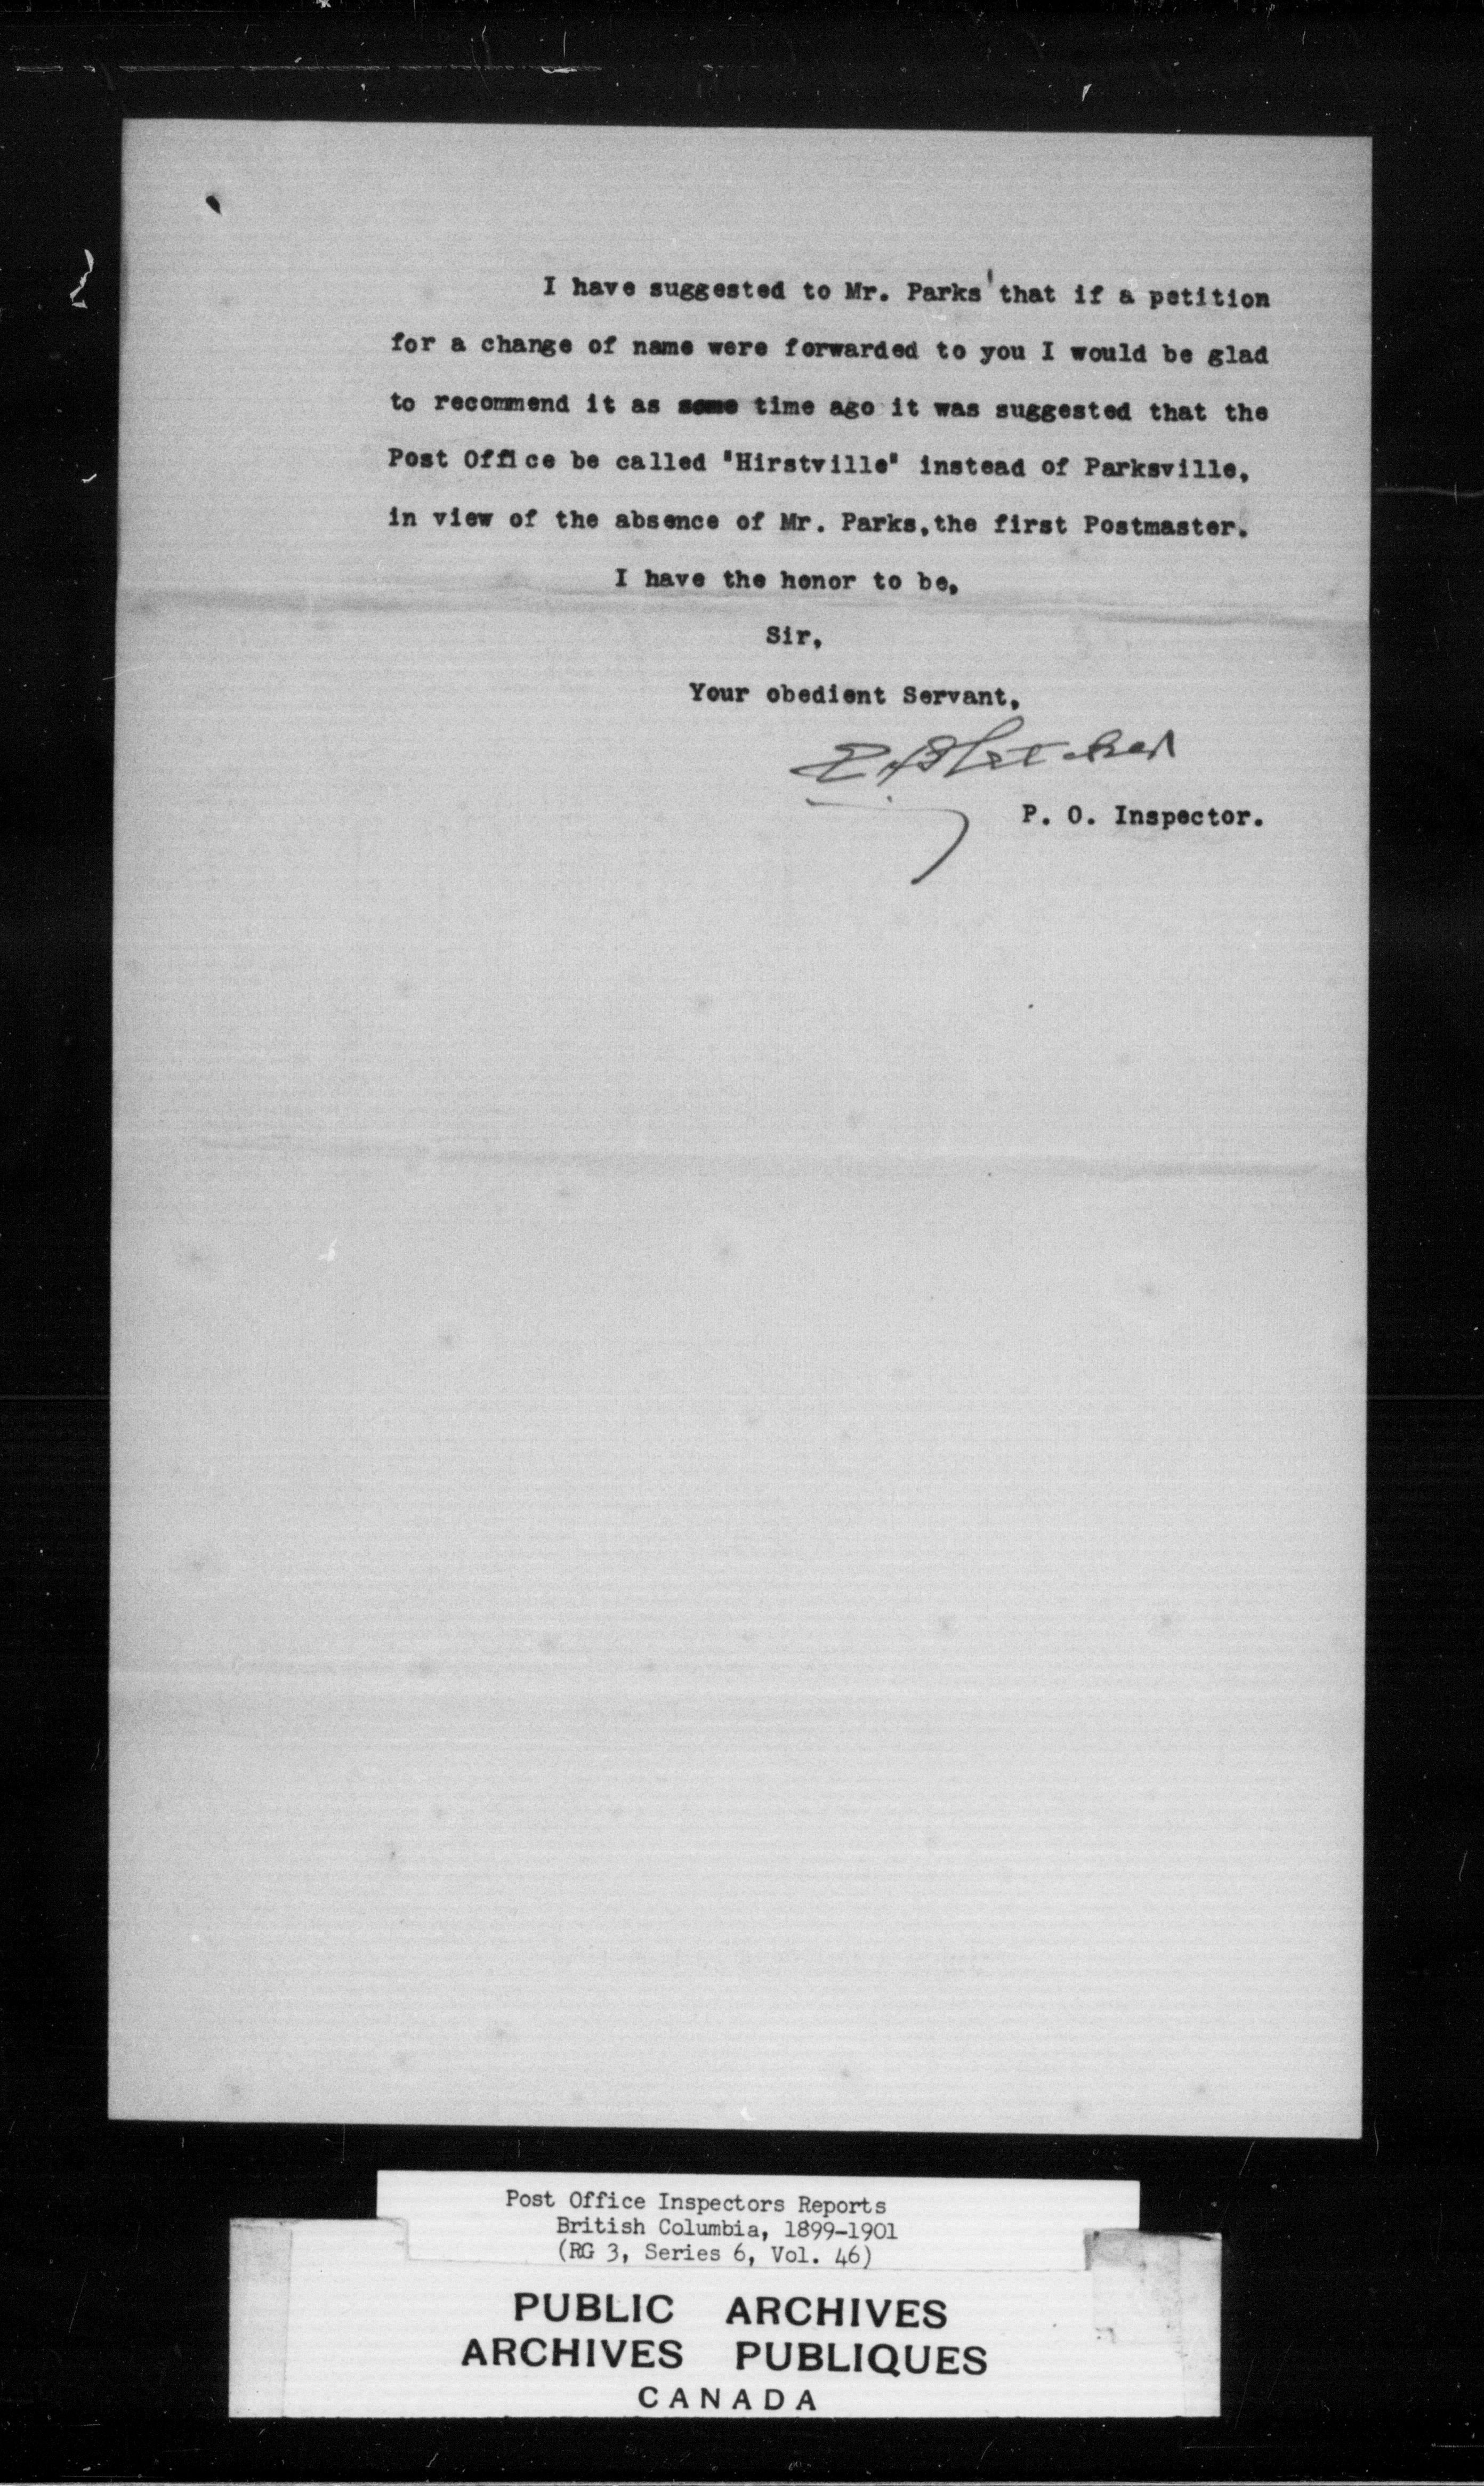 I have suggested to Mr. Parks' that if a petition
for a change of name were forwarded to you I would be glad
to recommend it as some time ago it was suggested that the
Post Office be called "Hirstville" instead of Parksville,
in view of the absence of Mr. Parks,the first Postmaster.
I have the honor to be,
Sir,
Your obedient Servant,
E. H. Fletcher
P. O. Inspector.
Post Office Inspectors Reports
British Columbia, 1899-1901
(RG 3, Series 6, Vol. 46)
PUBLIC ARCHIVES
ARCHIVES PUBLIQUES
CANADA